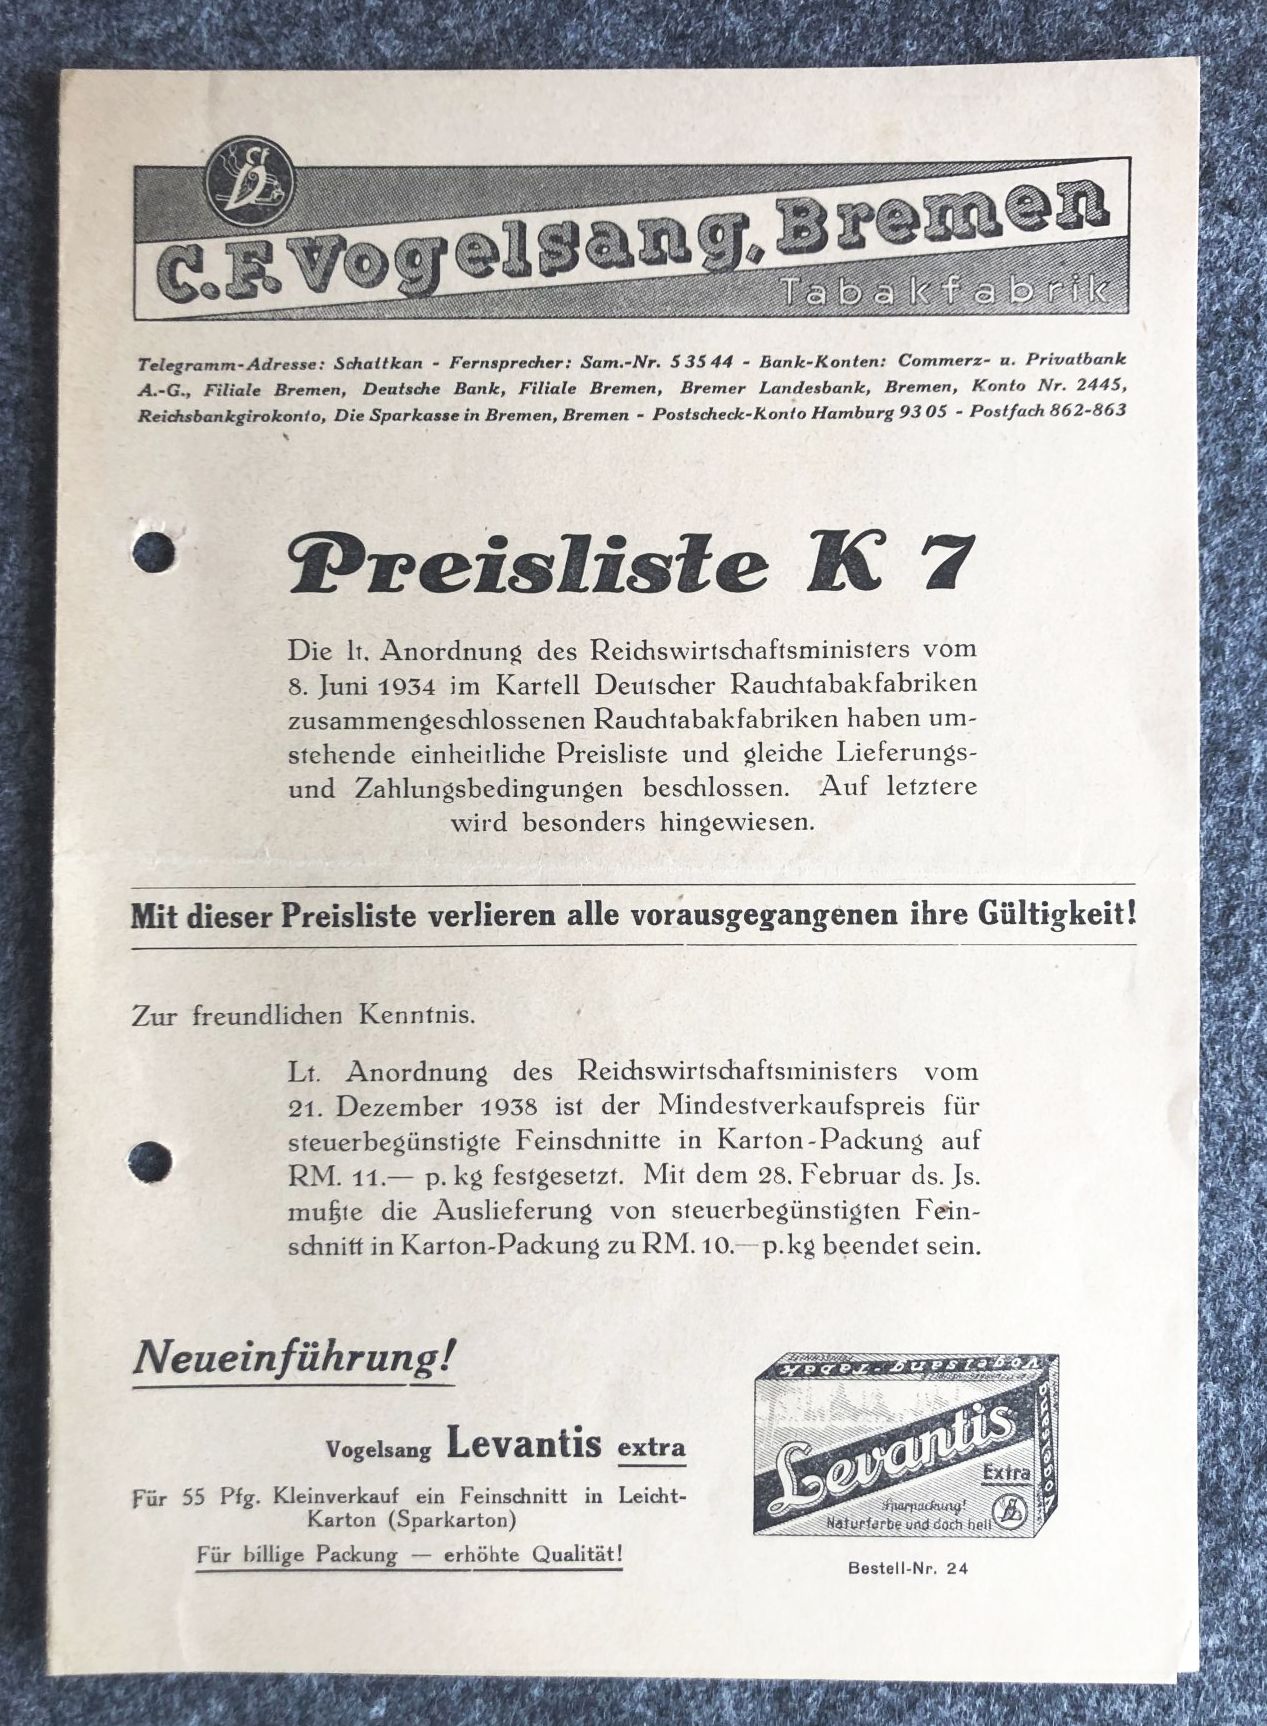 C.F. Vogelsang, Bremen
Tabakfabrik
Telegramm-Adresse: Schattkan - Fernsprecher: Sam.-Nr. 5 35 44 - Bank-Konten: Commerz- u. Privatbank
A.-G., Filiale Bremen, Deutsche Bank, Filiale Bremen, Bremer Landesbank, Bremen, Konto Nr. 2445,
Reichsbankgirokonto, Die Sparkasse in Bremen, Bremen - Postscheck-Konto Hamburg 93 05 - Postfach 862-863
Preisliste K 7
Die lt. Anordnung des Reichswirtschaftsministers vom
8. Juni 1934 im Kartell Deutscher Rauchtabakfabriken
zusammengeschlossenen Rauchtabakfabriken haben um-
stehende einheitliche Preisliste und gleiche Lieferungs-
und Zahlungsbedingungen beschlossen. Auf letztere
wird besonders hingewiesen.
Mit dieser Preisliste verlieren alle vorausgegangenen ihre Gültigkeit!
Zur freundlichen Kenntnis.
Lt. Anordnung des Reichswirtschaftsministers vom
21. Dezember 1938 ist der Mindestverkaufspreis für
steuerbegünstigte Feinschnitte in Karton-Packung auf
RM. 11.— p. kg festgesetzt. Mit dem 28. Februar ds. Js.
mußte die Auslieferung von steuerbegünstigten Fein-
schnitt in Karton-Packung zu RM. 10.— p. kg beendet sein.
Neueinführung!
Vogelsang Levantis extra
Für 55 Pfg. Kleinverkauf ein Feinschnitt in Leicht-
Karton (Sparkarton)
Für billige Packung — erhöhte Qualität!
Vogelsang-Tabak
Vogelsang
Levantis
Extra
Sparpackung!
Naturfarbe und doch hell
Bestell-Nr. 24